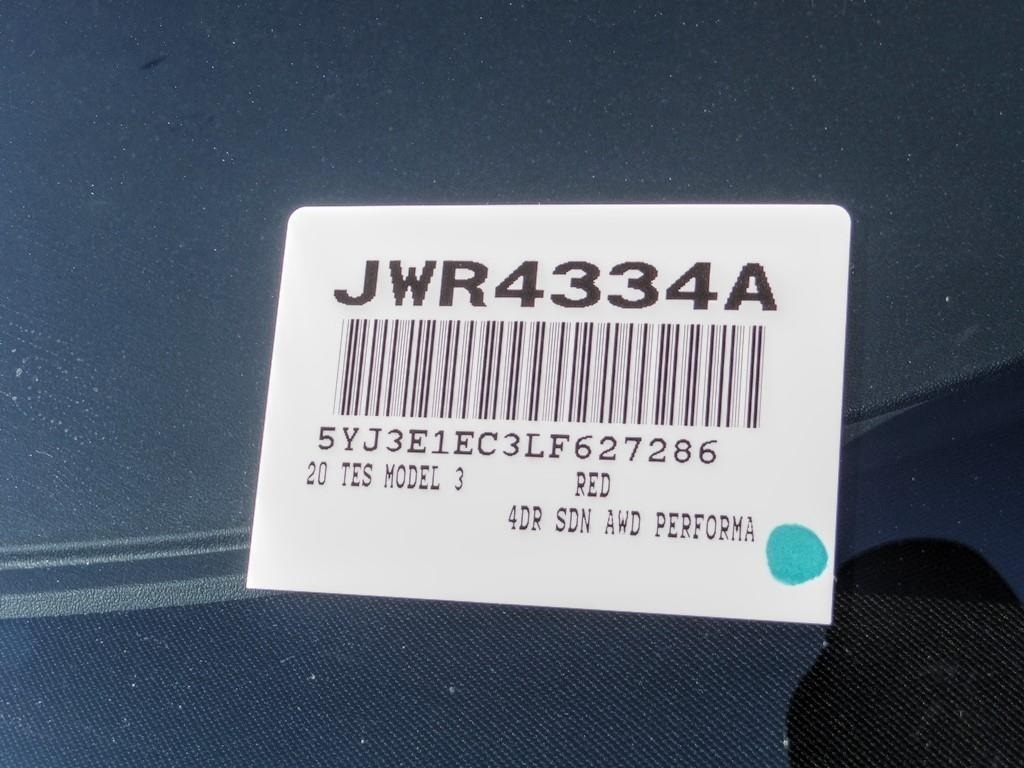 JWR4334A
5YJ3E1EC3LF627286
20 TES MODEL 3 RED
4DR SDN AWD PERFORMA